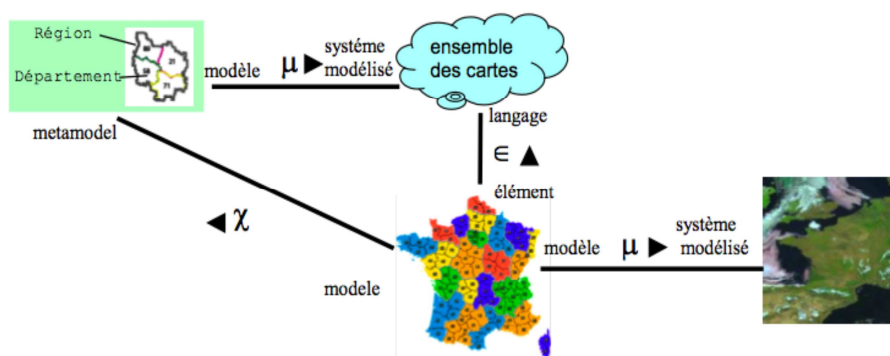 Région
Département
modèle
μ ▶
systéme
modélisé
ensemble
des cartes
metamodel
langage
∈ ▲
élément
◀ χ
modele
modèle
μ ▶
système
modélisé